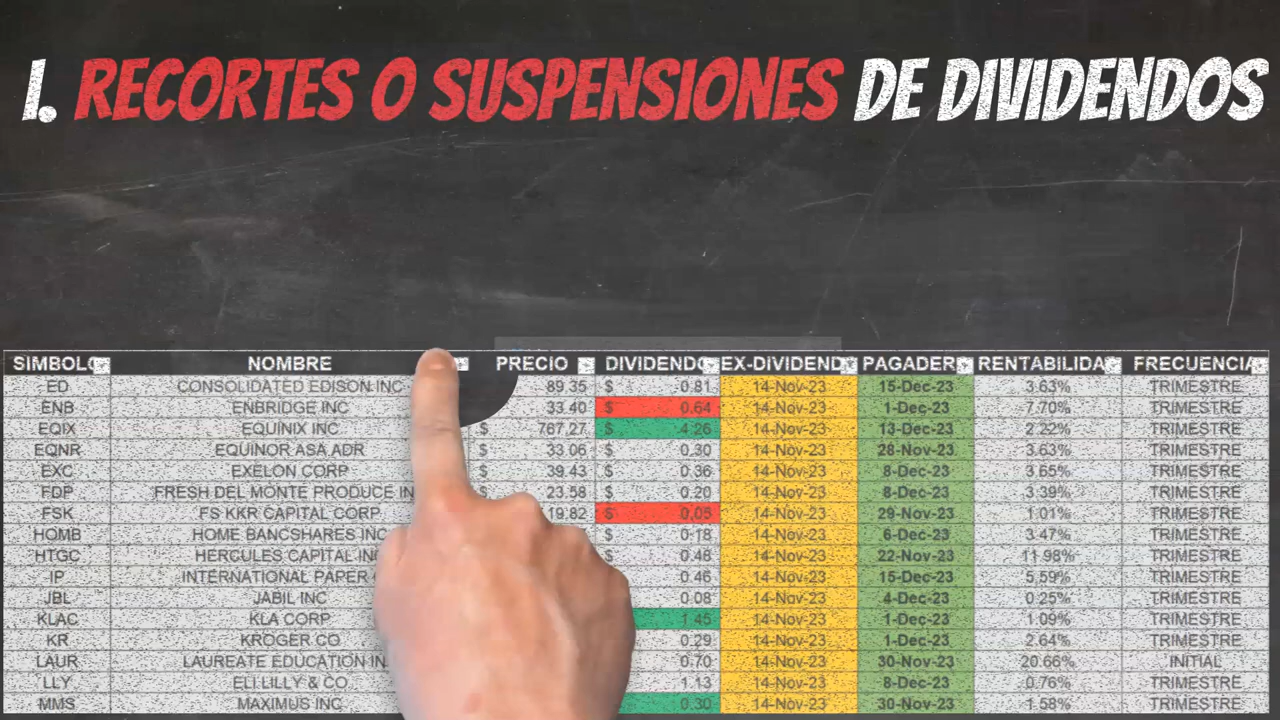 1. RECORTES O SUSPENSIONES DE DIVIDENDOS
SIMBOLO NOMBRE PRECIO DIVIDENDO EX-DIVIDENDO PAGADERO RENTABILIDA FRECUENCIA
ED CONSOLIDATED EDISON INC 89.35 $ 0.81 14-Nov-23 15-Dec-23 3.63% TRIMESTRE
ENB ENBRIDGE INC 33.40 $ 0.64 14-Nov-23 1-Dec-23 7.70% TRIMESTRE
EQIX EQUINIX INC $ 767.27 $ 4.26 14-Nov-23 13-Dec-23 2.22% TRIMESTRE
EQNR EQUINOR ASA ADR $ 33.06 $ 0.30 14-Nov-23 28-Nov-23 3.63% TRIMESTRE
EXC EXELON CORP $ 39.43 $ 0.36 14-Nov-23 8-Dec-23 3.65% TRIMESTRE
FDP FRESH DEL MONTE PRODUCE IN $ 23.58 $ 0.20 14-Nov-23 8-Dec-23 3.39% TRIMESTRE
FSK FS KKR CAPITAL CORP 19.82 $ 0.05 14-Nov-23 29-Nov-23 1.01% TRIMESTRE
HOMB HOME BANCSHARES INC $ 0.18 14-Nov-23 6-Dec-23 3.47% TRIMESTRE
HTGC HERCULES CAPITAL INC $ 0.48 14-Nov-23 22-Nov-23 11.98% TRIMESTRE
IP INTERNATIONAL PAPER 0.46 14-Nov-23 15-Dec-23 5.59% TRIMESTRE
JBL JABIL INC 0.08 14-Nov-23 4-Dec-23 0.25% TRIMESTRE
KLAC KLA CORP 1.45 14-Nov-23 1-Dec-23 1.09% TRIMESTRE
KR KROGER CO 0.29 14-Nov-23 1-Dec-23 2.64% TRIMESTRE
LAUR LAUREATE EDUCATION IN 0.70 14-Nov-23 30-Nov-23 20.66% INITIAL
LLY ELI LILLY & CO 1.13 14-Nov-23 8-Dec-23 0.76% TRIMESTRE
MMS MAXIMUS INC 0.30 14-Nov-23 30-Nov-23 1.58% TRIMESTRE